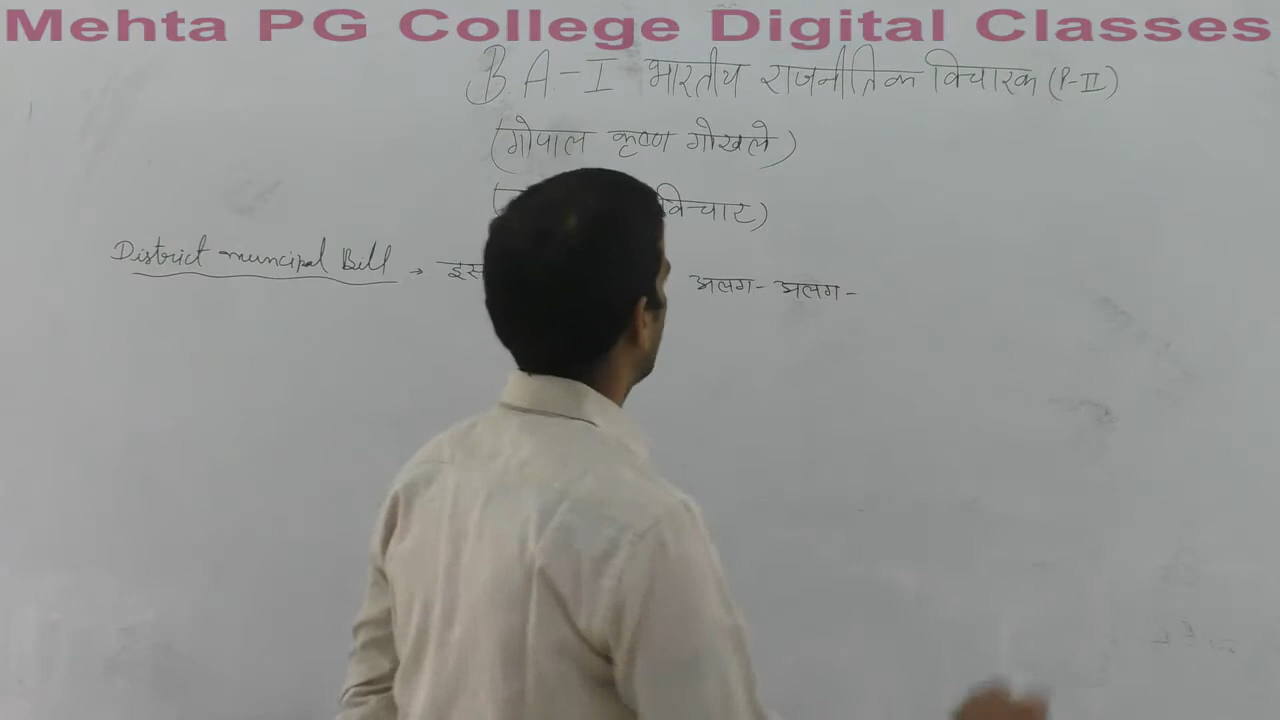 Mehta PG College Digital Classes
B.A.-I भारतीय राजनीतिक विचारक (P-II)
(गोपाल कृष्ण गोखले)
विचार)
District muncipal Bill → इस
अलग- अलग-